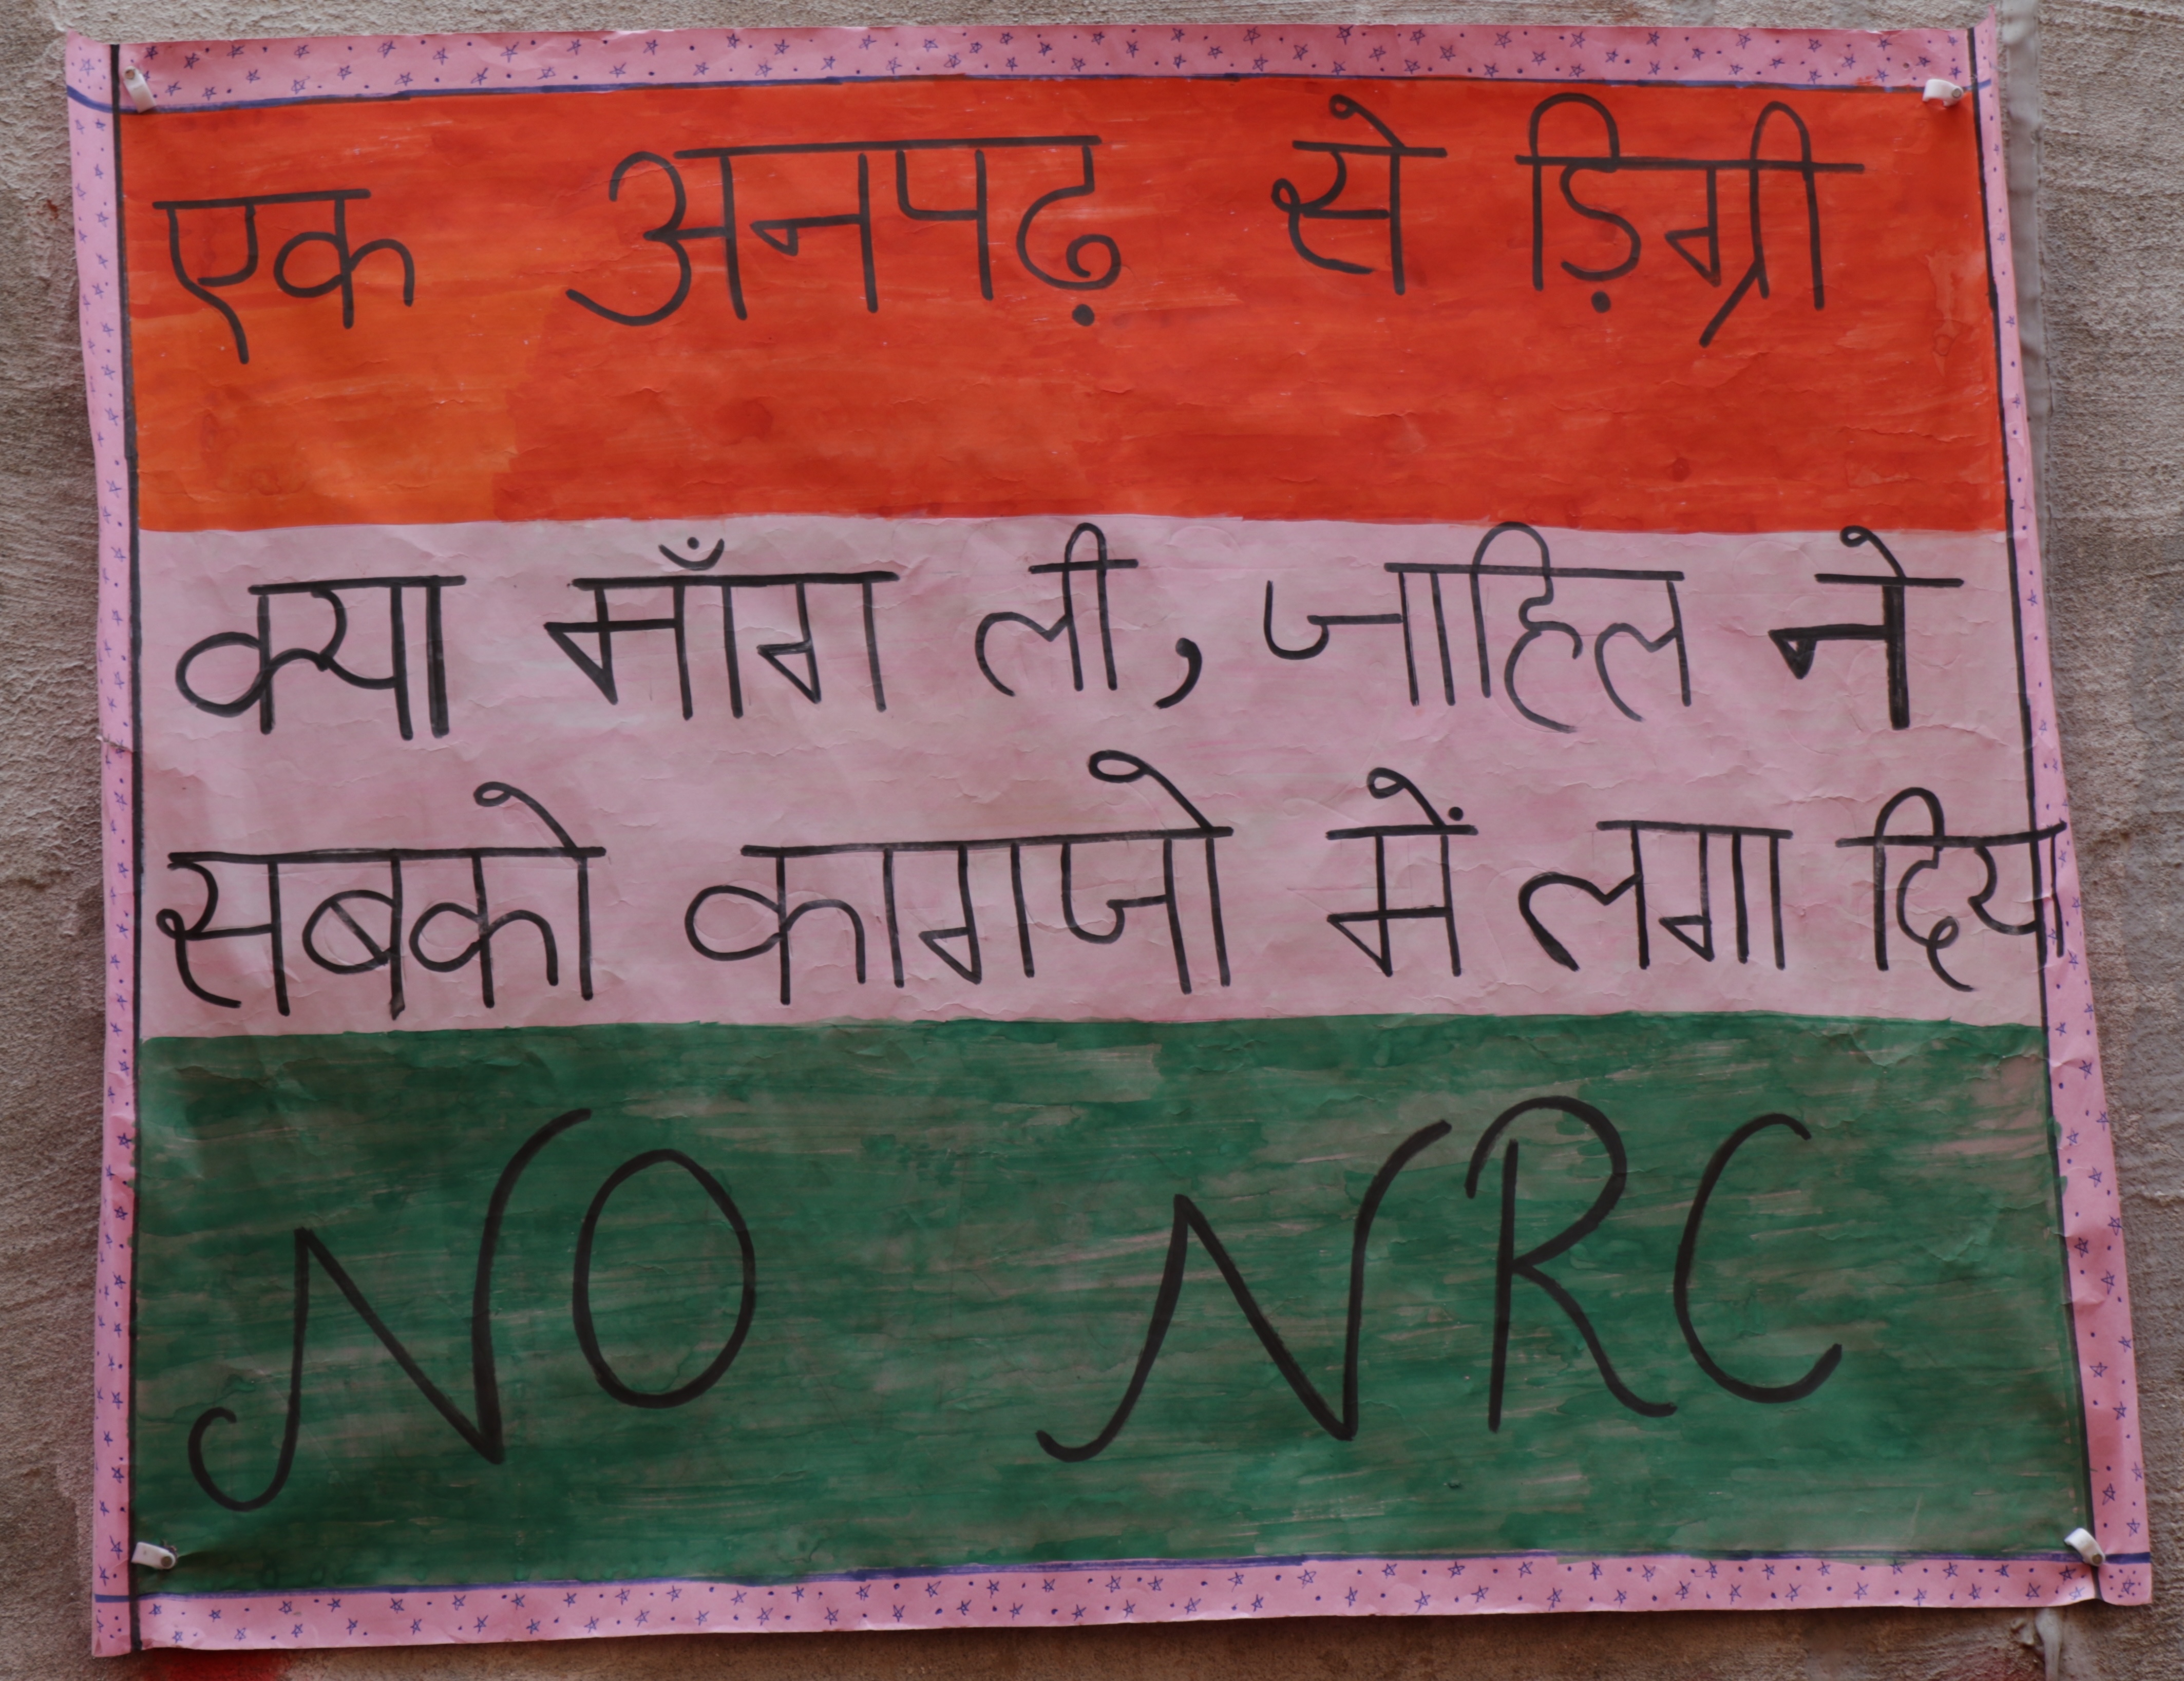 एक अनपढ़ से ड़िग्री
क्या माँग ली, जाहिल ने
सबको कागजो में लगा दिया
NO NRC